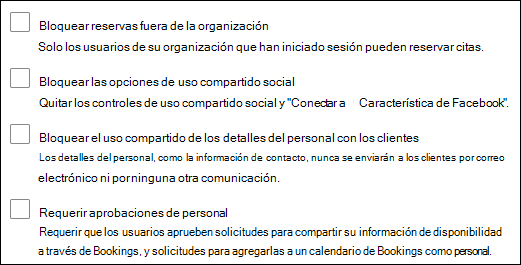 Bloquear reservas fuera de la organización
Solo los usuarios de su organización que han iniciado sesión pueden reservar citas.
Bloquear las opciones de uso compartido social
Quitar los controles de uso compartido social y "Conectar a Característica de Facebook".
Bloquear el uso compartido de los detalles del personal con los clientes
Los detalles del personal, como la información de contacto, nunca se enviarán a los clientes por correo
electrónico ni por ninguna otra comunicación.
Requerir aprobaciones de personal
Requerir que los usuarios aprueben solicitudes para compartir su información de disponibilidad
a través de Bookings, y solicitudes para agregarlas a un calendario de Bookings como personal.